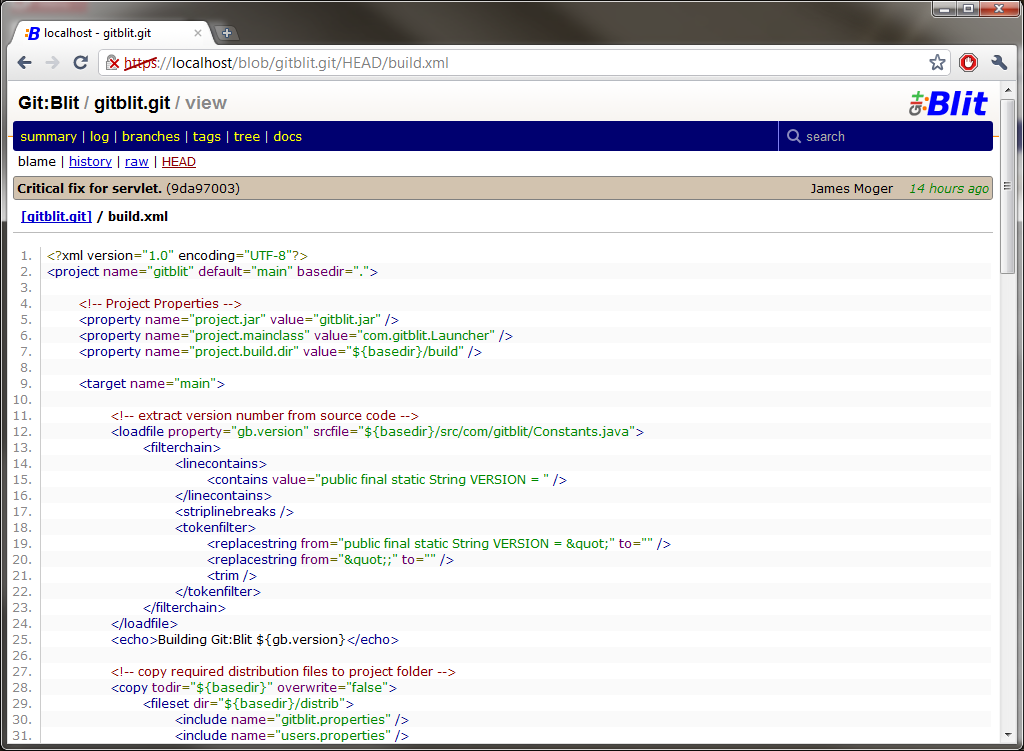 localhost - gitblit.git
https://localhost/blob/gitblit.git/HEAD/build.xml
Git:Blit / gitblit.git / view
Blit
summary | log | branches | tags | tree | docs
search
blame | history | raw | HEAD
Critical fix for servlet. (9da97003) James Moger 14 hours ago
[gitblit.git] / build.xml
1. <?xml version="1.0" encoding="UTF-8"?>
2. <project name="gitblit" default="main" basedir=".">
3.
4. <!-- Project Properties -->
5. <property name="project.jar" value="gitblit.jar" />
6. <property name="project.mainclass" value="com.gitblit.Launcher" />
7. <property name="project.build.dir" value="${basedir}/build" />
8.
9. <target name="main">
10.
11. <!-- extract version number from source code -->
12. <loadfile property="gb.version" srcfile="${basedir}/src/com/gitblit/Constants.java">
13. <filterchain>
14. <linecontains>
15. <contains value="public final static String VERSION = " />
16. </linecontains>
17. <striplinebreaks />
18. <tokenfilter>
19. <replacestring from="public final static String VERSION = &quot;" to="" />
20. <replacestring from="&quot;;" to="" />
21. <trim />
22. </tokenfilter>
23. </filterchain>
24. </loadfile>
25. <echo>Building Git:Blit ${gb.version}</echo>
26.
27. <!-- copy required distribution files to project folder -->
28. <copy todir="${basedir}" overwrite="false">
29. <fileset dir="${basedir}/distrib">
30. <include name="gitblit.properties" />
31. <include name="users.properties" />